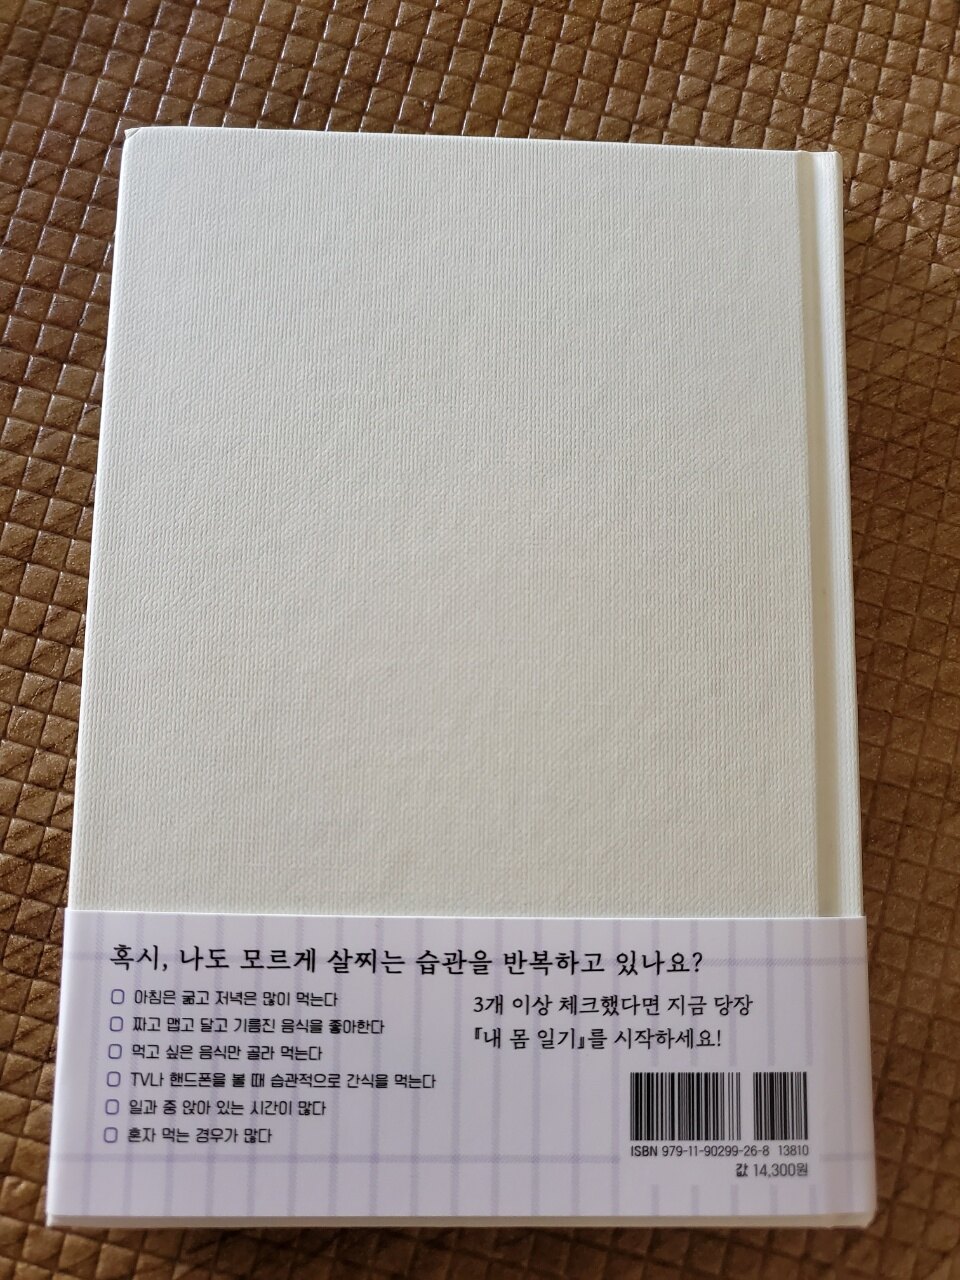 혹시, 나도 모르게 살찌는 습관을 반복하고 있나요?
아침은 굶고 저녁은 많이 먹는다
짜고 맵고 달고 기름진 음식을 좋아한다
먹고 싶은 음식만 골라 먹는다
TV나 핸드폰을 볼 때 습관적으로 간식을 먹는다
일과 중 앉아 있는 시간이 많다
혼자 먹는 경우가 많다
3개 이상 체크했다면 지금 당장
『내 몸 일기』를 시작하세요!
ISBN 979-11-90299-26-8 13810
값 14,300원